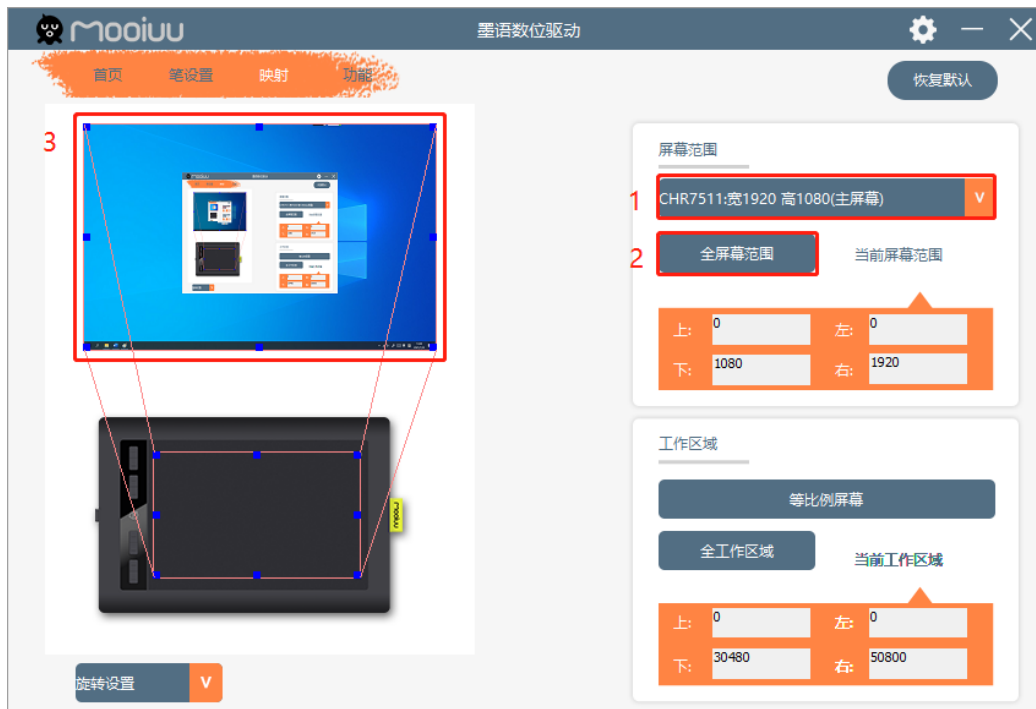 mooiuu
墨语数位驱动
首页 笔设置 映射 功能
恢复默认
3
屏幕范围
1
CHR7511:宽1920 高1080(主屏幕)
V
2
全屏幕范围
当前屏幕范围
上: 0 左: 0
下: 1080 右: 1920
工作区域
等比例屏幕
全工作区域
当前工作区域
上: 0 左: 0
下: 30480 右: 50800
mooiuu
旋转设置
V